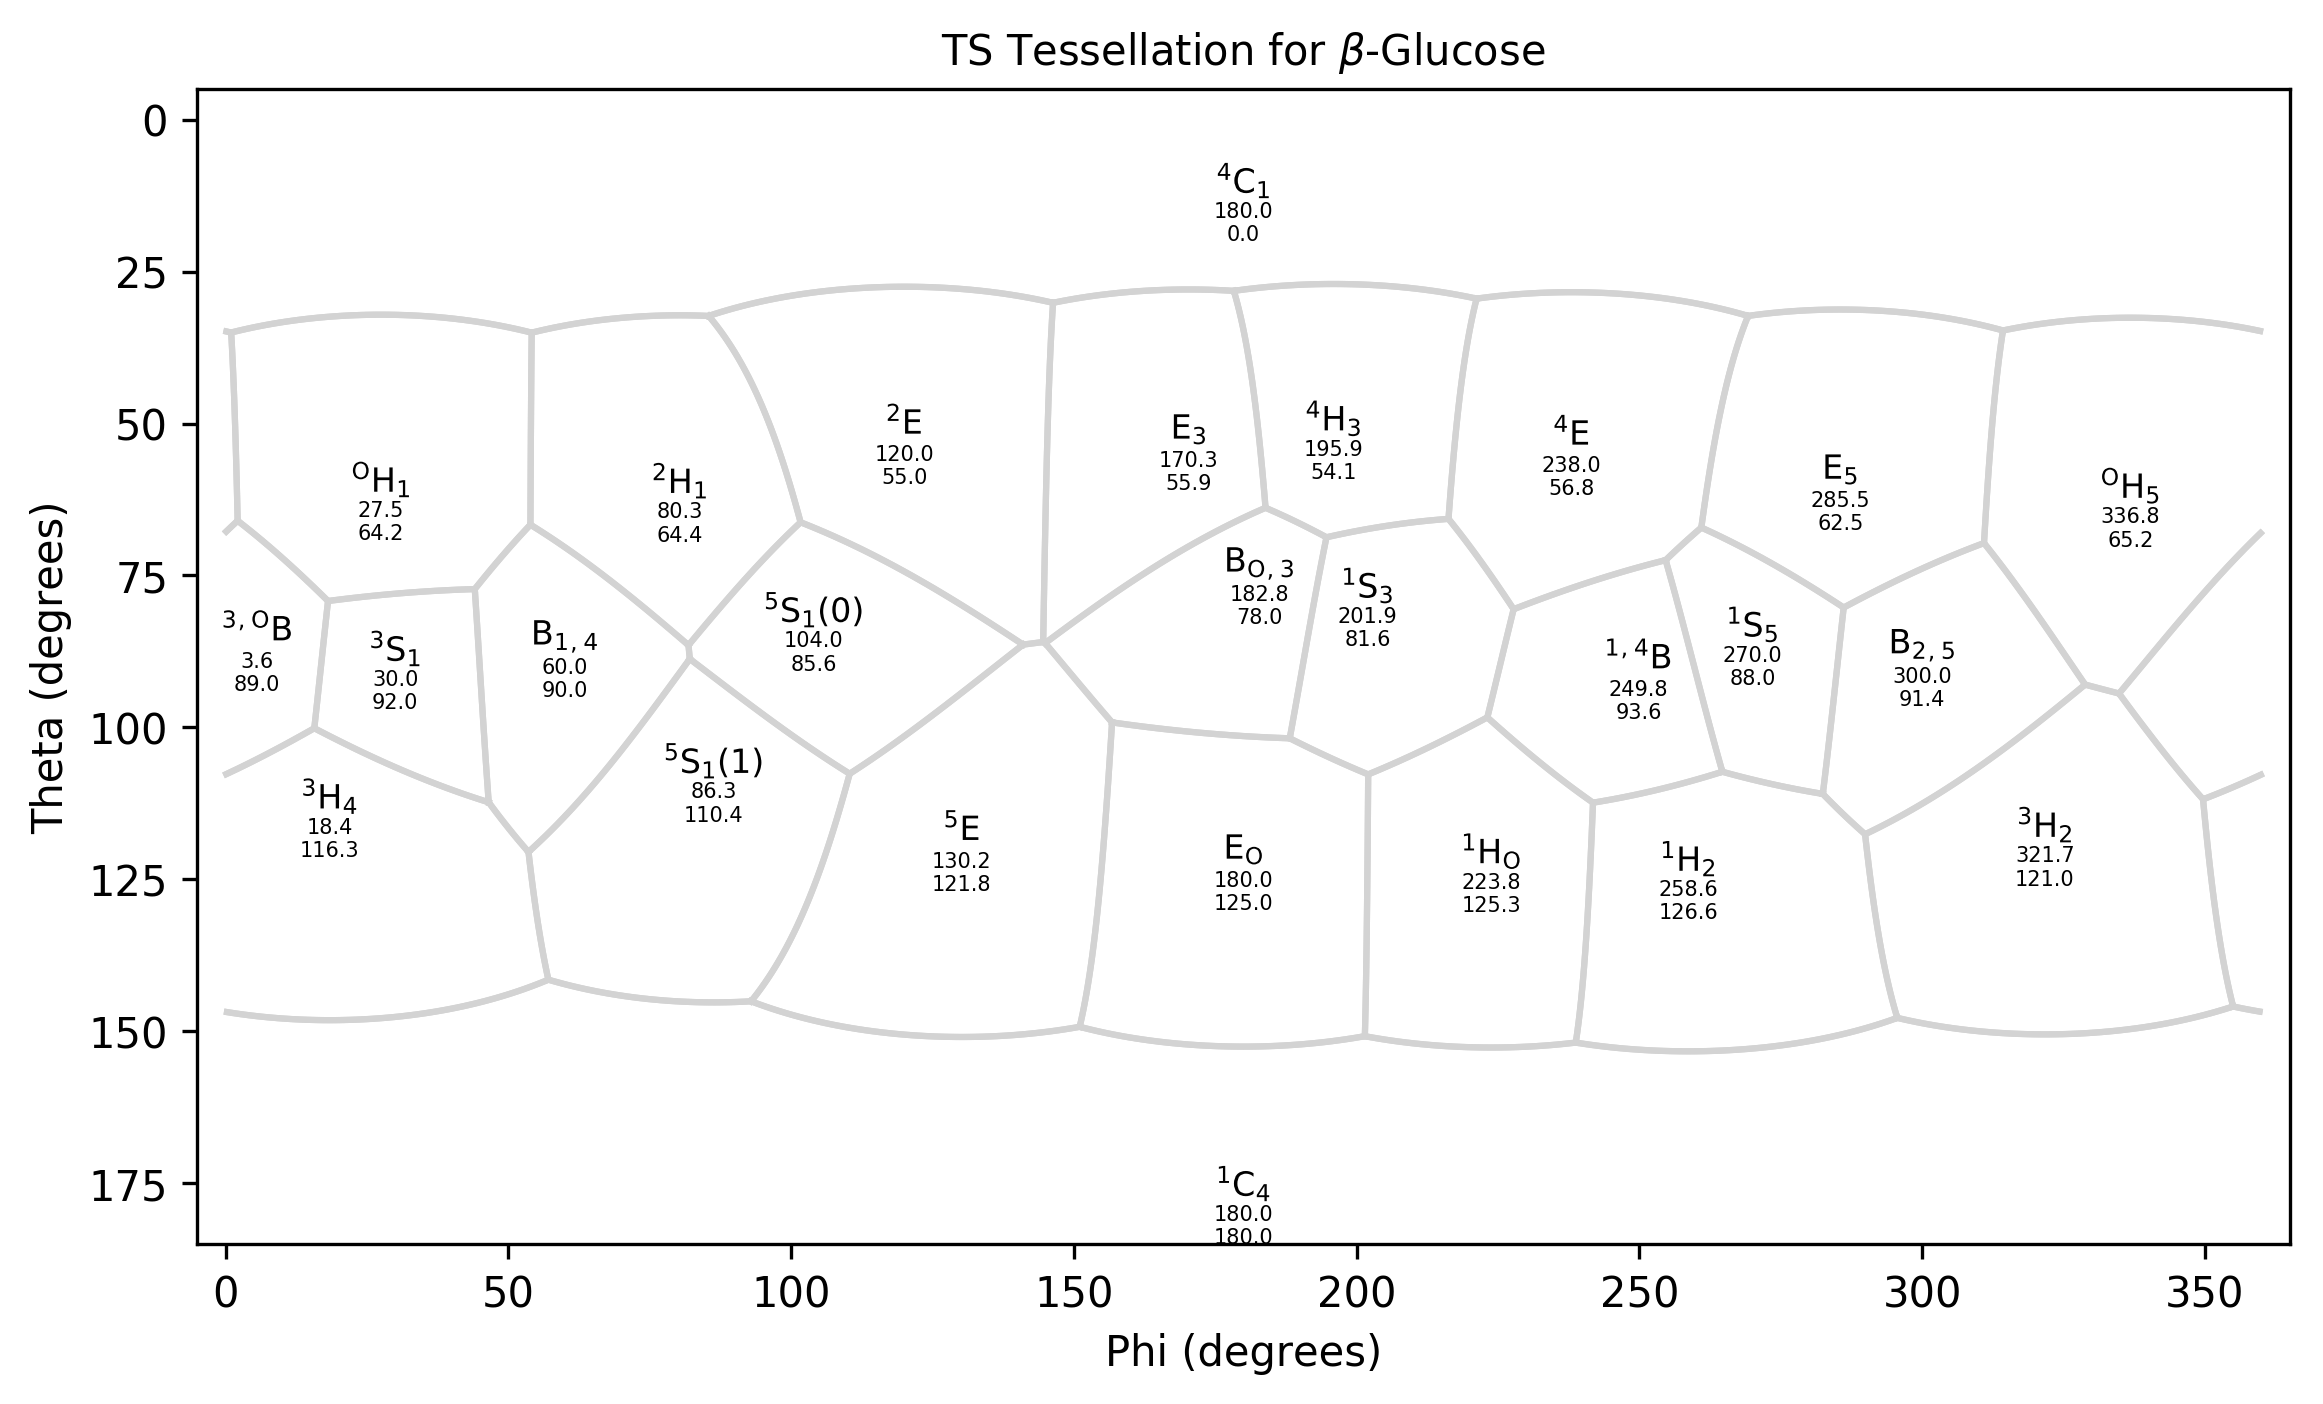 TS Tessellation for β-Glucose
Theta (degrees)
0
25
50
75
100
125
150
175
⁴C₁
180.0
0.0
²E
120.0
55.0
E₃
170.3
55.9
⁴H₃
195.9
54.1
⁴E
238.0
56.8
E₅
285.5
62.5
ᴼH₁
27.5
64.2
²H₁
80.3
64.4
ᴼH₅
336.8
65.2
B_O,3
182.8
78.0
¹S₃
201.9
81.6
⁵S₁(0)
104.0
85.6
³,ᴼB
3.6
89.0
³S₁
30.0
92.0
B₁,₄
60.0
90.0
¹,⁴B
249.8
93.6
¹S₅
270.0
88.0
B₂,₅
300.0
91.4
⁵S₁(1)
86.3
110.4
³H₄
18.4
116.3
⁵E
130.2
121.8
E_O
180.0
125.0
¹H_O
223.8
125.3
¹H₂
258.6
126.6
³H₂
321.7
121.0
¹C₄
180.0
180.0
0 50 100 150 200 250 300 350
Phi (degrees)